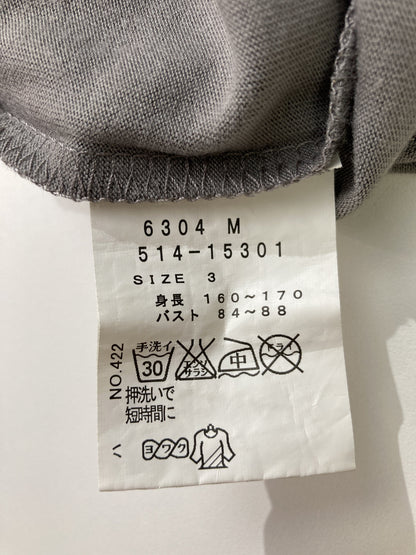 6304 M
514-15301
SIZE 3
身長 160～170
バスト 84～88
手洗イ 30
エンソ サラシ
中
ドライ
NO.422
押洗いで
短時間に
ヨワク